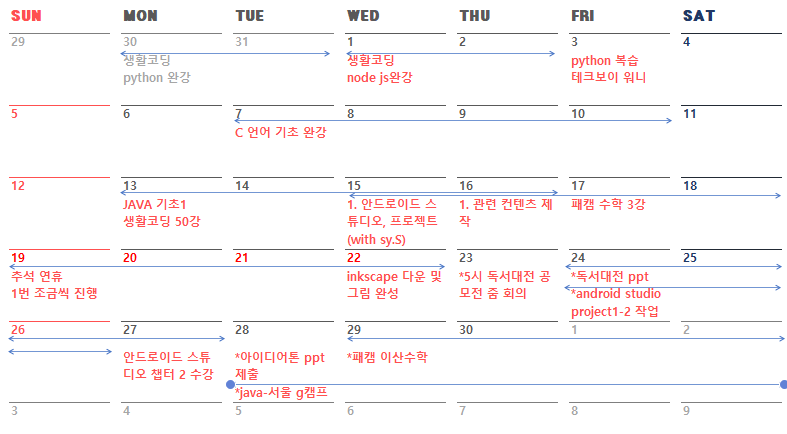 SUN MON TUE WED THU FRI SAT
29 30 31 1 2 3 4
생활코딩
python 완강
생활코딩
node js완강
python 복습
테크보이 워니
5 6 7 8 9 10 11
C 언어 기초 완강
12 13 14 15 16 17 18
JAVA 기초1
생활코딩 50강
1. 안드로이드 스
튜디오, 프로젝트
(with sy.S)
1. 관련 컨텐츠 제
작
패캠 수학 3강
19 20 21 22 23 24 25
추석 연휴
1번 조금씩 진행
inkscape 다운 및
그림 완성
*5시 독서대전 공
모전 줌 회의
*독서대전 ppt
*android studio
project1-2 작업
26 27 28 29 30 1 2
안드로이드 스튜
디오 챕터 2 수강
*아이디어톤 ppt
제출
*java-서울 g캠프
*패캠 이산수학
3 4 5 6 7 8 9